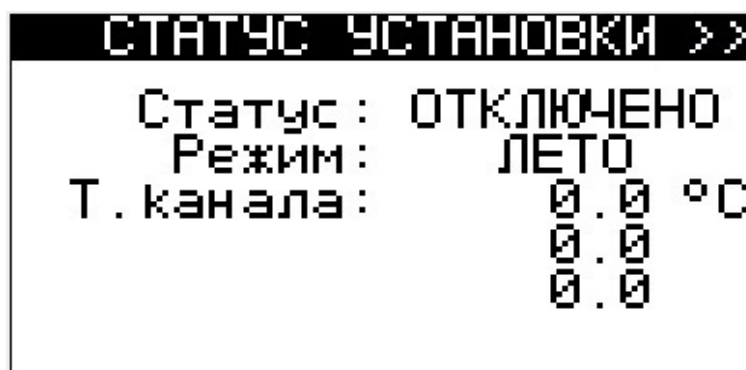 СТАТУС УСТАНОВКИ >>
Статус: ОТКЛЮЧЕНО
Режим: ЛЕТО
Т.канала: 0.0 °C
0.0
0.0